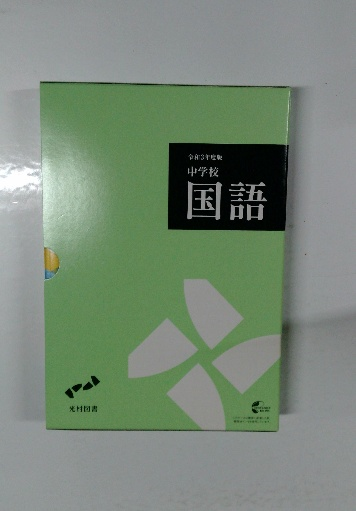 令和3年度版
中学校
国語
光村図書